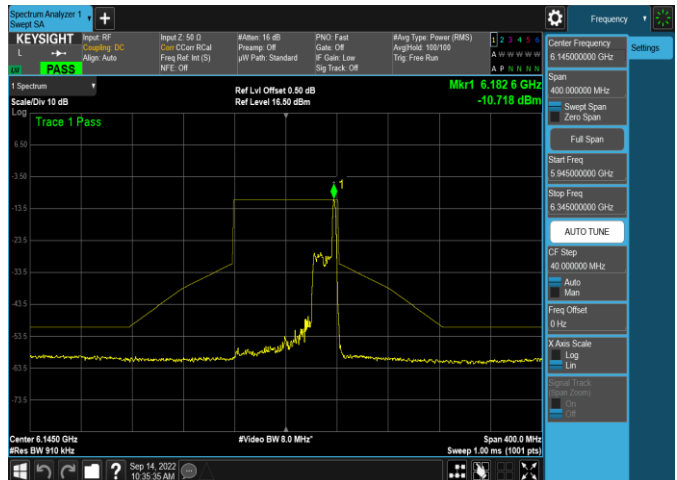 Spectrum Analyzer 1
Swept SA
+
Frequency
KEYSIGHT
L
LV
PASS
Input: RF
Coupling: DC
Align: Auto
Input Z: 50 Ω
Corr CCorr RCal
Freq Ref: Int (S)
NFE: Off
#Atten: 16 dB
Preamp: Off
µW Path: Standard
PNO: Fast
Gate: Off
IF Gain: Low
Sig Track: Off
#Avg Type: Power (RMS)
Avg|Hold: 100/100
Trig: Free Run
1 2 3 4 5 6
A W W W W W
A P N N N N
1 Spectrum
Scale/Div 10 dB
Ref Lvl Offset 0.50 dB
Ref Level 16.50 dBm
Mkr1 6.182 6 GHz
-10.718 dBm
Log
Trace 1 Pass
1
6.50
-3.50
-13.5
-23.5
-33.5
-43.5
-53.5
-63.5
-73.5
Center 6.1450 GHz
#Res BW 910 kHz
#Video BW 8.0 MHz*
Span 400.0 MHz
Sweep 1.00 ms (1001 pts)
Center Frequency
6.145000000 GHz
Settings
Span
400.000000 MHz
Swept Span
Zero Span
Full Span
Start Freq
5.945000000 GHz
Stop Freq
6.345000000 GHz
AUTO TUNE
CF Step
40.000000 MHz
Auto
Man
Freq Offset
0 Hz
X Axis Scale
Log
Lin
Signal Track
(Span Zoom)
On
Off
?
Sep 14, 2022
10:35:35 AM